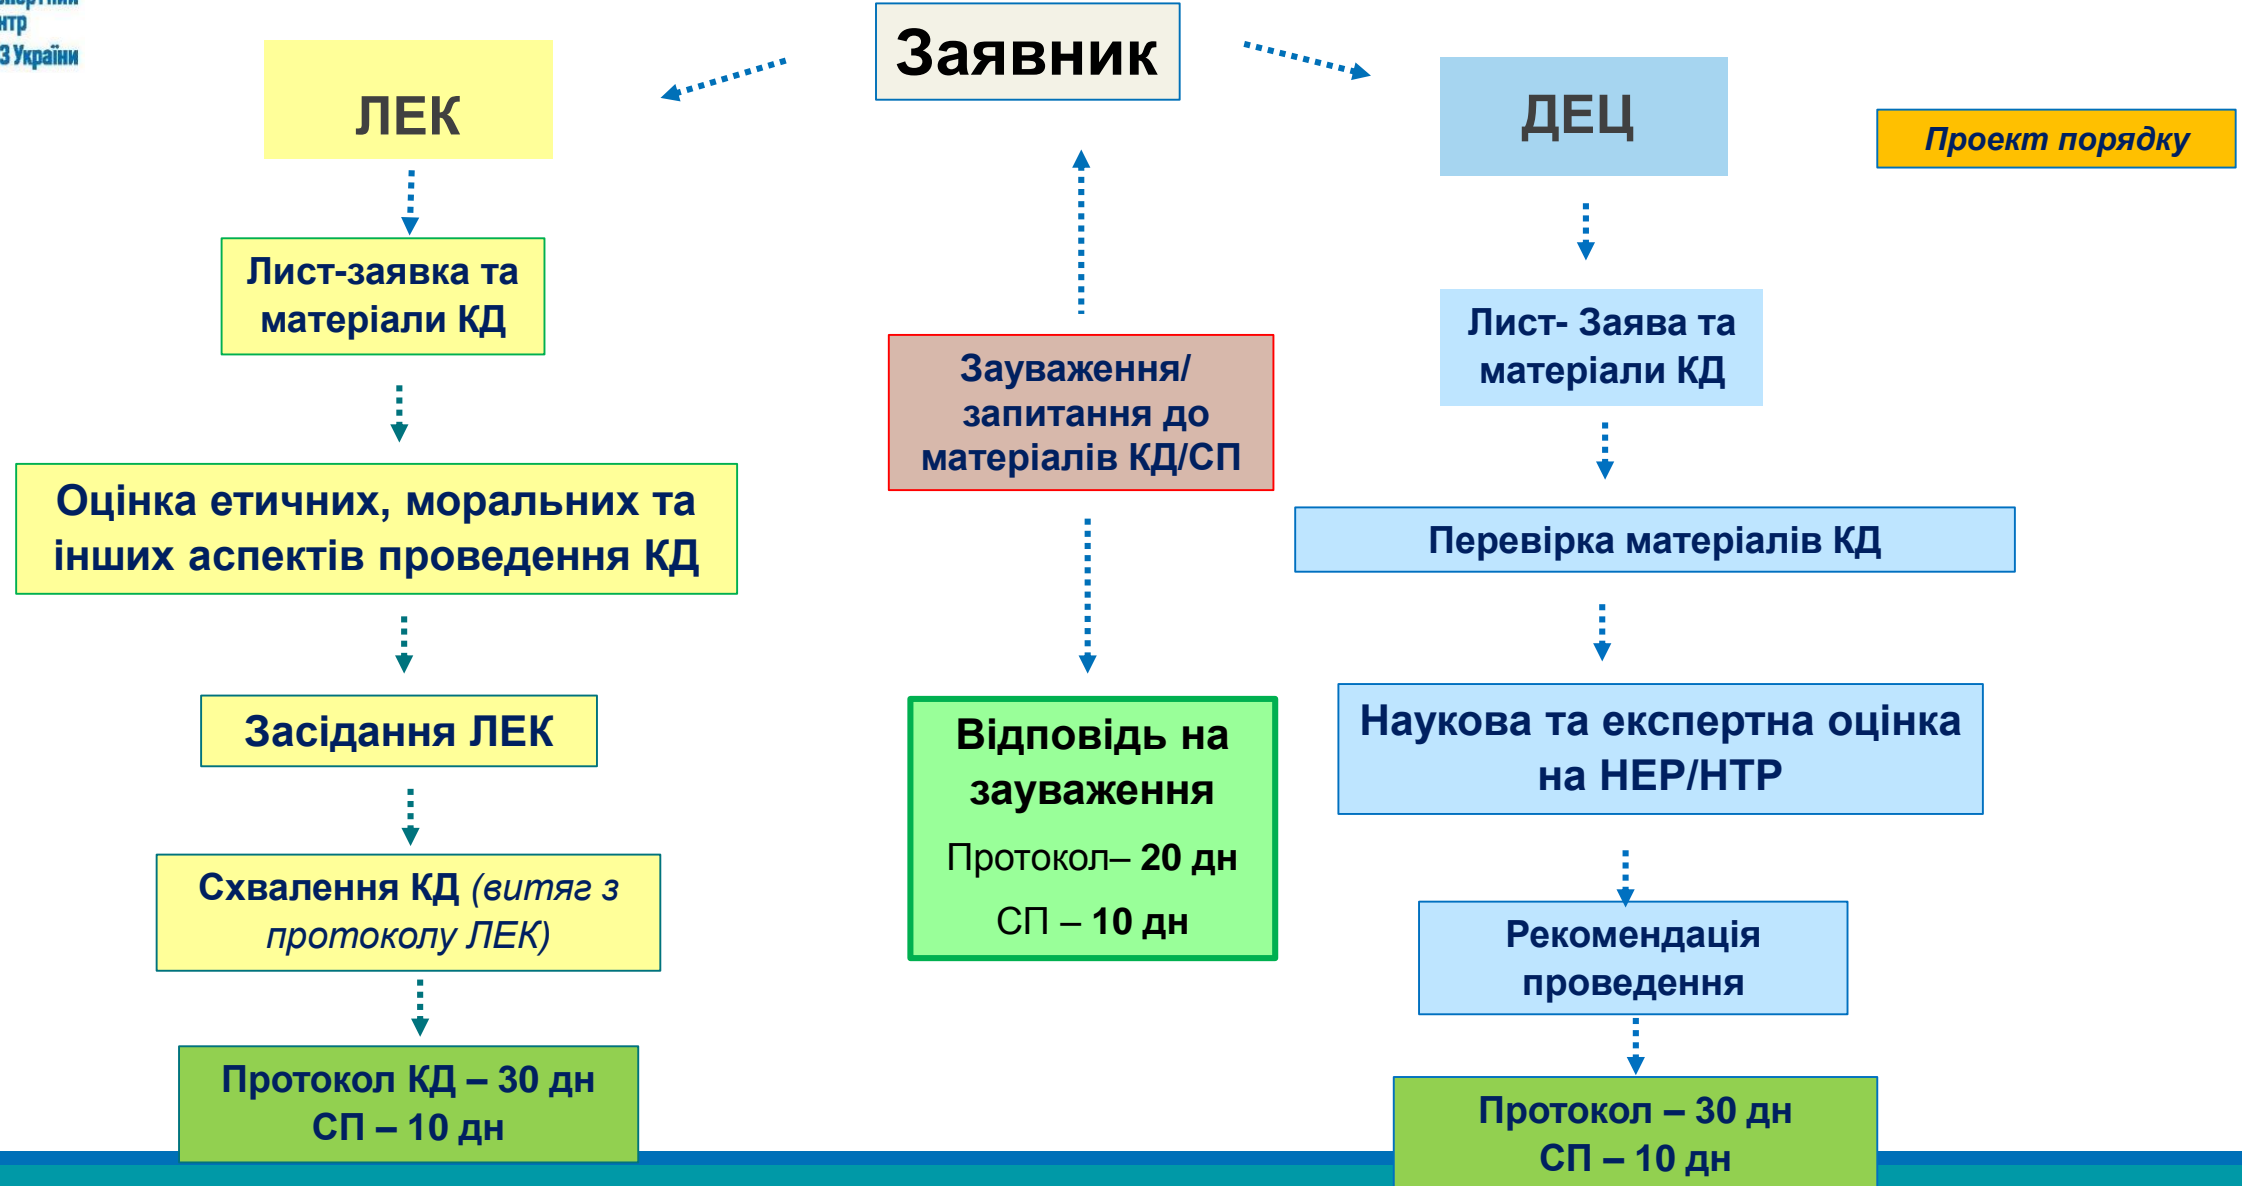 З України
Заявник
ЛЕК
ДЕЦ
Проект порядку
Лист-заявка та
матеріали КД
Оцінка етичних, моральних та
інших аспектів проведення КД
Засідання ЛЕК
Схвалення КД (витяг з
протоколу ЛЕК)
Протокол КД – 30 дн
СП – 10 дн
Зауваження/
запитання до
матеріалів КД/СП
Відповідь на
зауваження
Протокол– 20 дн
СП – 10 дн
Лист- Заява та
матеріали КД
Перевірка матеріалів КД
Наукова та експертна оцінка
на НЕР/НТР
Рекомендація
проведення
Протокол – 30 дн
СП – 10 дн